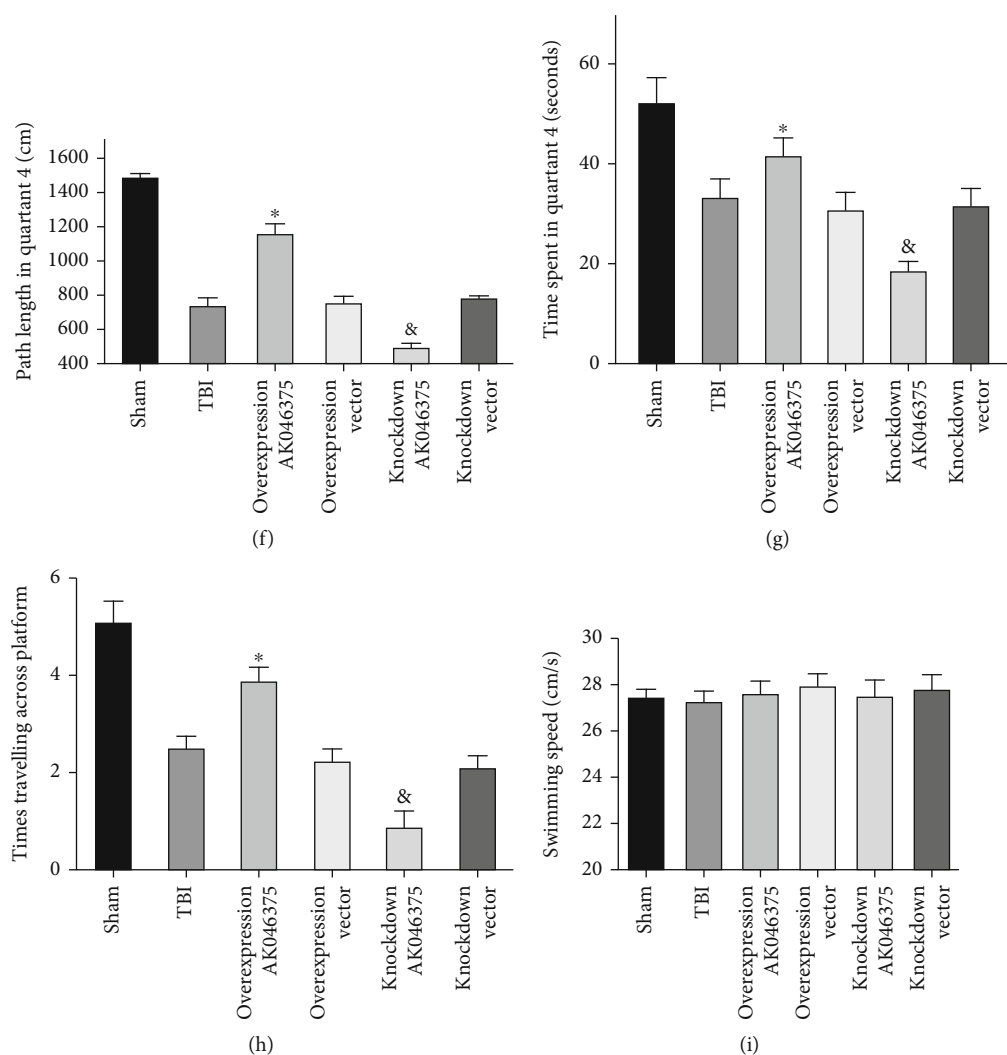 Path length in quartant 4 (cm)
1600
1400
1200
1000
800
600
400
*
&
Sham
TBI
Overexpression
AK046375
Overexpression
vector
Knockdown
AK046375
Knockdown
vector
(f)
Time spent in quartant 4 (seconds)
60
40
20
0
*
&
Sham
TBI
Overexpression
AK046375
Overexpression
vector
Knockdown
AK046375
Knockdown
vector
(g)
Times travelling across platform
6
4
2
0
*
&
Sham
TBI
Overexpression
AK046375
Overexpression
vector
Knockdown
AK046375
Knockdown
vector
(h)
Swimming speed (cm/s)
30
28
26
24
22
20
Sham
TBI
Overexpression
AK046375
Overexpression
vector
Knockdown
AK046375
Knockdown
vector
(i)